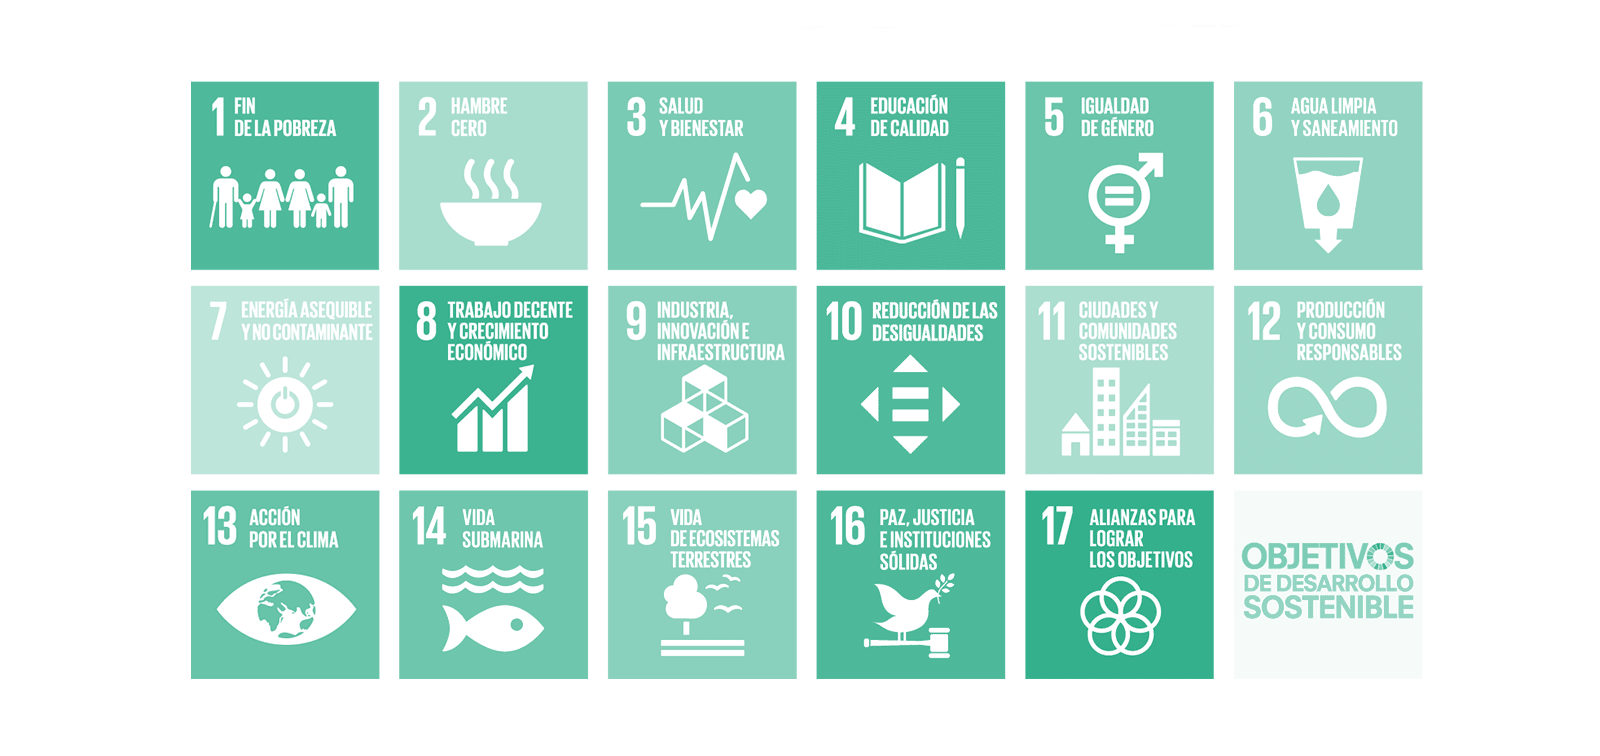 1 FIN
DE LA POBREZA
2 HAMBRE
CERO
3 SALUD
Y BIENESTAR
4 EDUCACIÓN
DE CALIDAD
5 IGUALDAD
DE GÉNERO
6 AGUA LIMPIA
Y SANEAMIENTO
7 ENERGÍA ASEQUIBLE
Y NO CONTAMINANTE
8 TRABAJO DECENTE
Y CRECIMIENTO
ECONÓMICO
9 INDUSTRIA,
INNOVACIÓN E
INFRAESTRUCTURA
10 REDUCCIÓN DE LAS
DESIGUALDADES
11 CIUDADES Y
COMUNIDADES
SOSTENIBLES
12 PRODUCCIÓN
Y CONSUMO
RESPONSABLES
13 ACCIÓN
POR EL CLIMA
14 VIDA
SUBMARINA
15 VIDA
DE ECOSISTEMAS
TERRESTRES
16 PAZ, JUSTICIA
E INSTITUCIONES
SÓLIDAS
17 ALIANZAS PARA
LOGRAR
LOS OBJETIVOS
OBJETIVOS
DE DESARROLLO
SOSTENIBLE